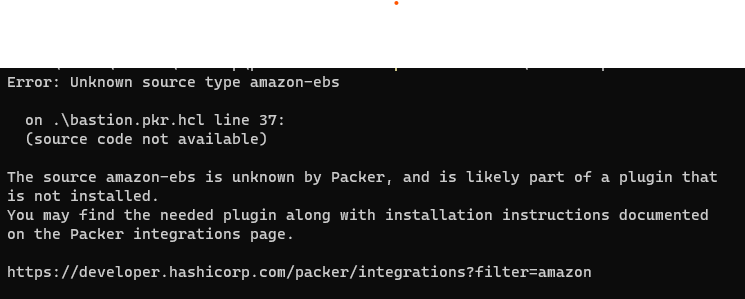 Error: Unknown source type amazon-ebs
on .\bastion.pkr.hcl line 37:
(source code not available)
The source amazon-ebs is unknown by Packer, and is likely part of a plugin that
is not installed.
You may find the needed plugin along with installation instructions documented
on the Packer integrations page.
https://developer.hashicorp.com/packer/integrations?filter=amazon